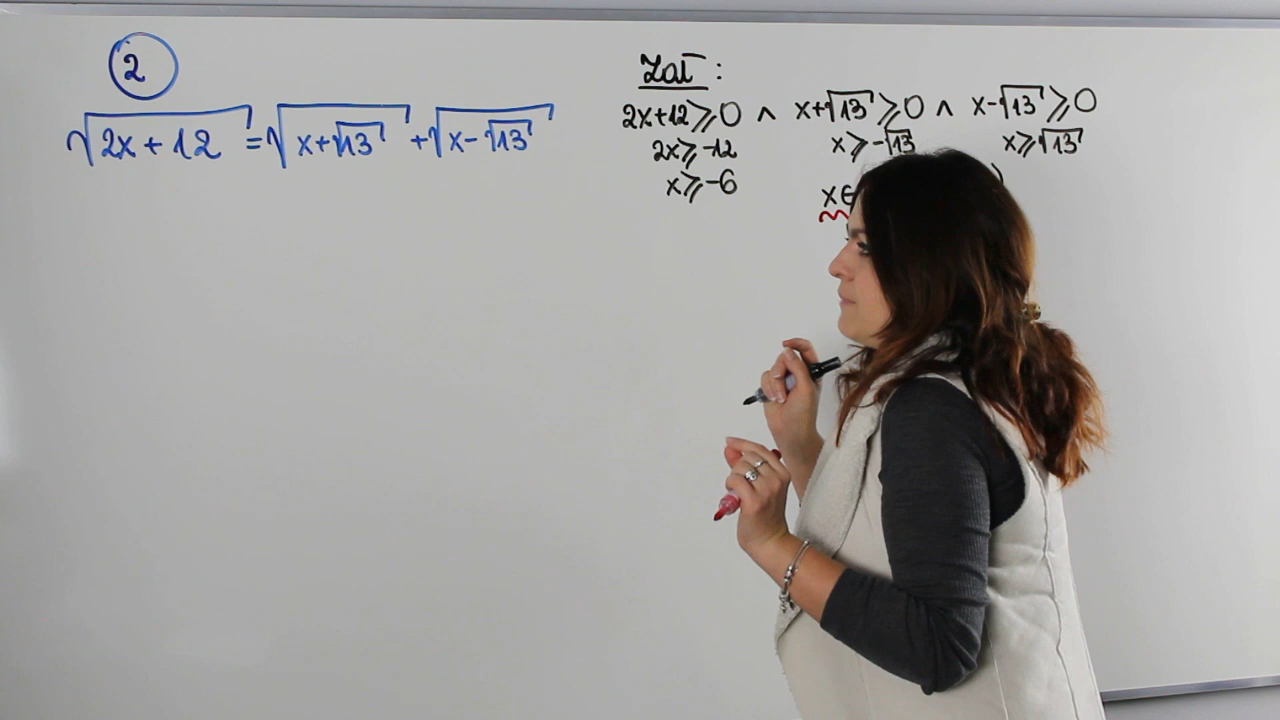 2
√(2x+12) = √(x+√13) + √(x-√13)
Zał:
2x+12⩾0 ∧ x+√13⩾0 ∧ x-√13⩾0
2x⩾-12 x⩾-√13 x⩾√13
x⩾-6 x∈ )